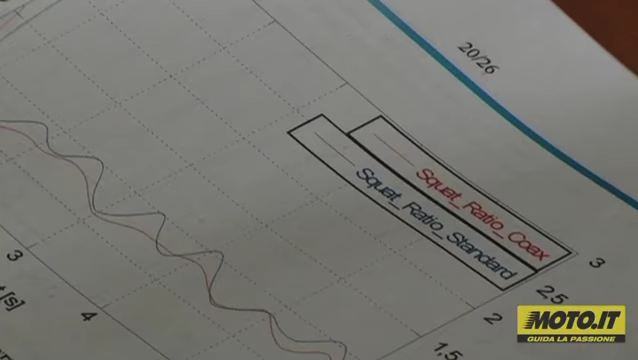 20/26
Squat_Ratio_Coax
Squat_Ratio_Standard
3
2.5
2
1.5
3
4
t [s]
MOTO.IT
GUIDA LA PASSIONE